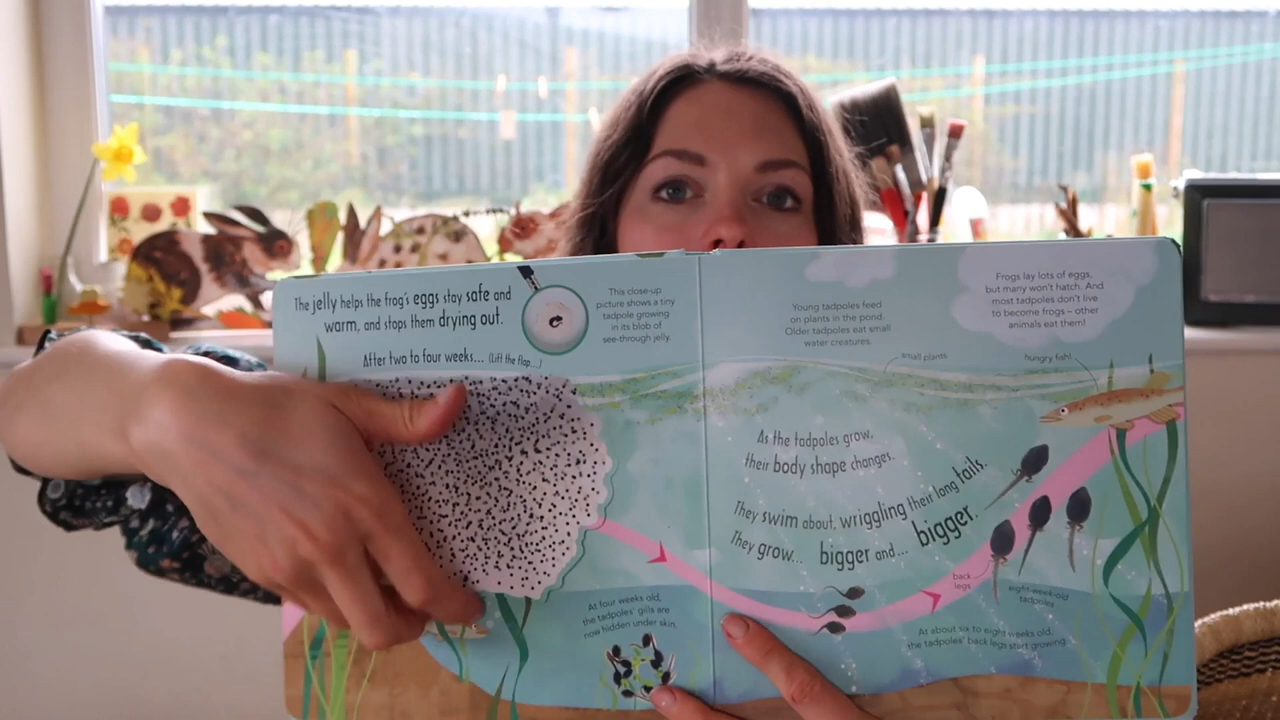 The jelly helps the frog's eggs stay safe and
warm, and stops them drying out.
This close-up
picture shows a tiny
tadpole growing
in its blob of
see-through jelly.
After two to four weeks... (Lift the flap...)
At four weeks old,
the tadpoles' gills are
now hidden under skin.
Young tadpoles feed
on plants in the pond.
Older tadpoles eat small
water creatures.
Frogs lay lots of eggs,
but many won't hatch. And
most tadpoles don't live
to become frogs – other
animals eat them!
small plants
hungry fish!
As the tadpoles grow,
their body shape changes.
They swim about, wriggling their long tails.
They grow... bigger and... bigger.
back
legs
eight-week-old
tadpoles
At about six to eight weeks old,
the tadpoles' back legs start growing.